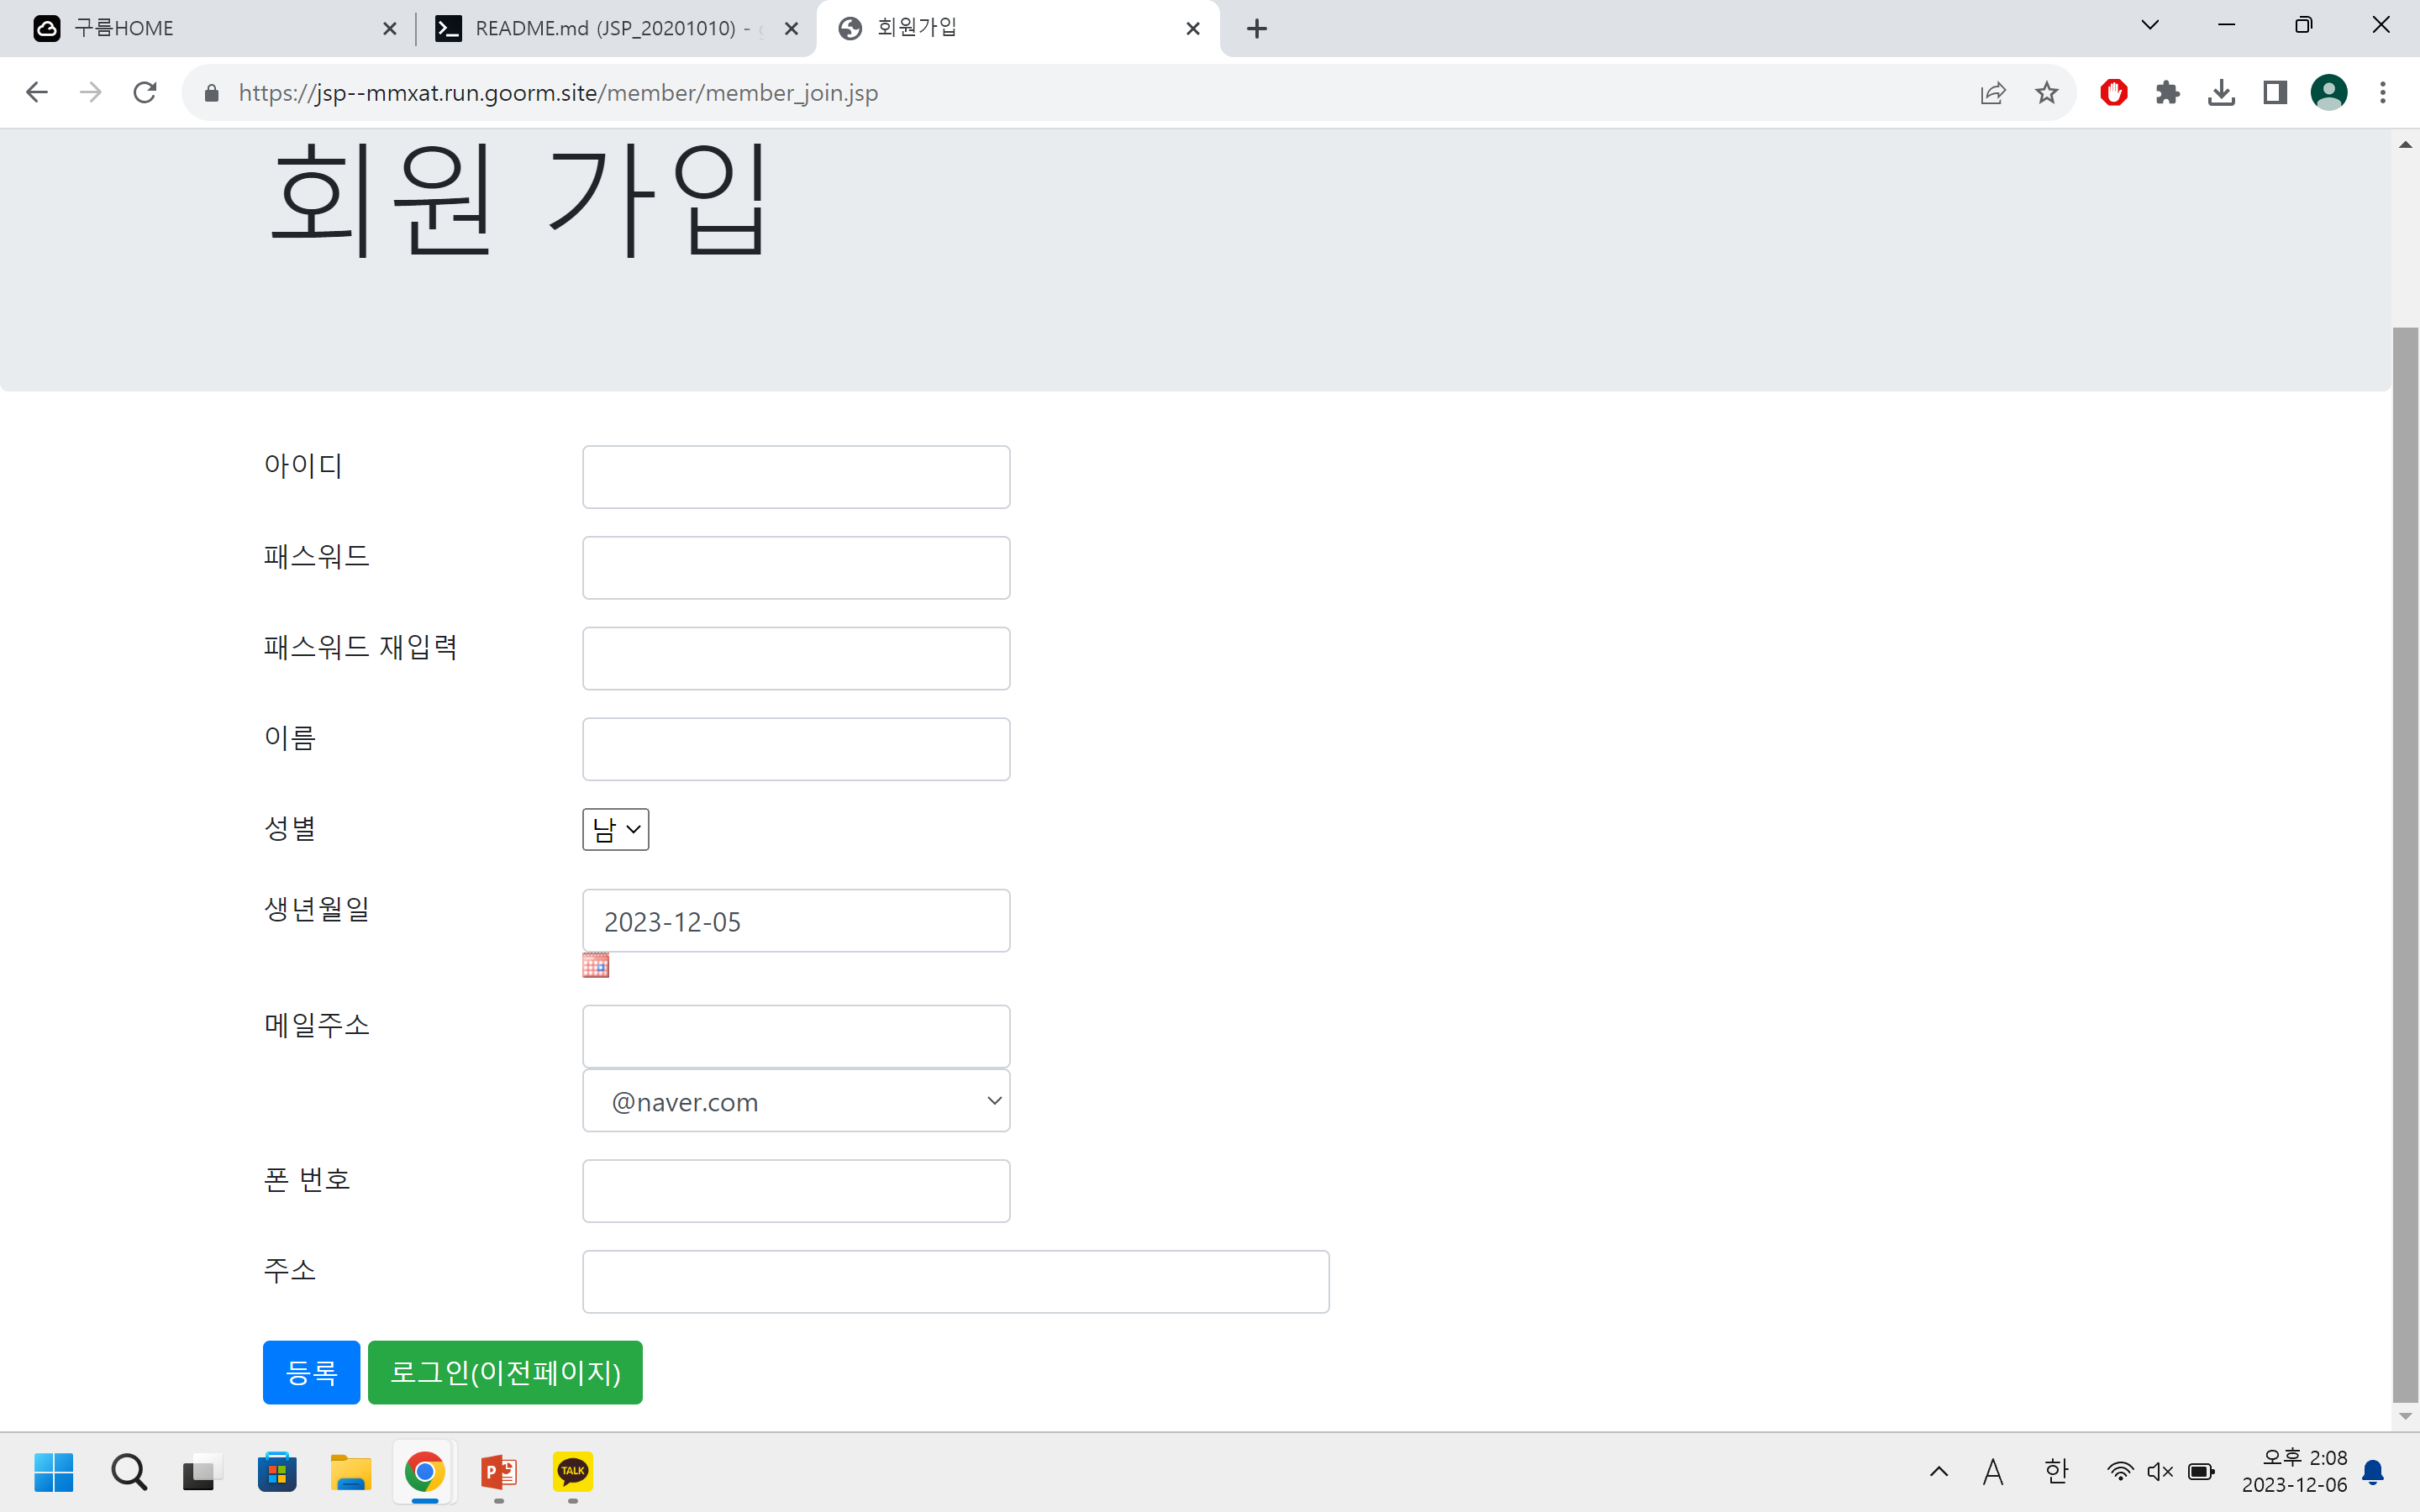 구름HOME
README.md (JSP_20201010) -
회원가입
https://jsp--mmxat.run.goorm.site/member/member_join.jsp
회원 가입
아이디
패스워드
패스워드 재입력
이름
성별
남
생년월일
2023-12-05
메일주소
@naver.com
폰 번호
주소
등록
로그인(이전페이지)
P
TALK
A
한
오후 2:08
2023-12-06